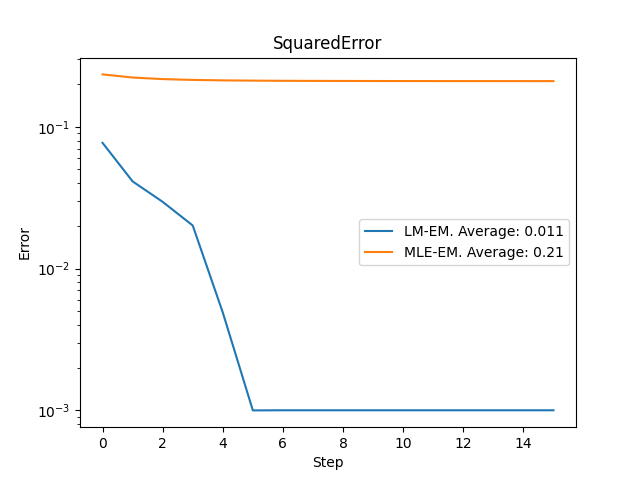 SquaredError
Error
10⁻¹
10⁻²
10⁻³
LM-EM. Average: 0.011
MLE-EM. Average: 0.21
0 2 4 6 8 10 12 14
Step